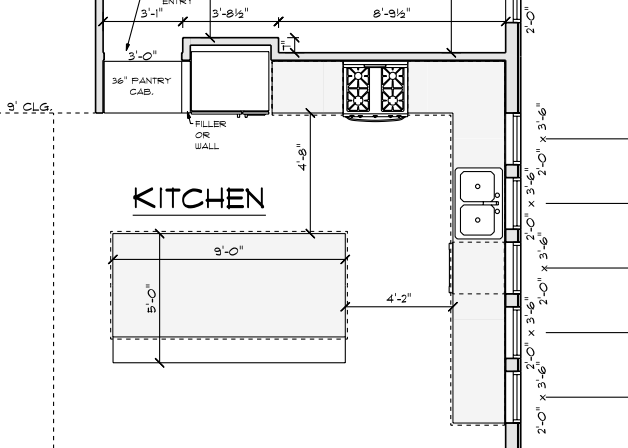 ENTRY
3'-1"
3'-8½"
8'-9½"
2'-0"
1"
3'-0"
36" PANTRY
CAB.
9' CLG.
FILLER
OR
WALL
4'-8"
KITCHEN
9'-0"
5'-0"
4'-2"
2'-0" x 3'-6"
2'-0" x 3'-6"
2'-0" x 3'-6"
2'-0" x 3'-6"
2'-0" x 3'-6"